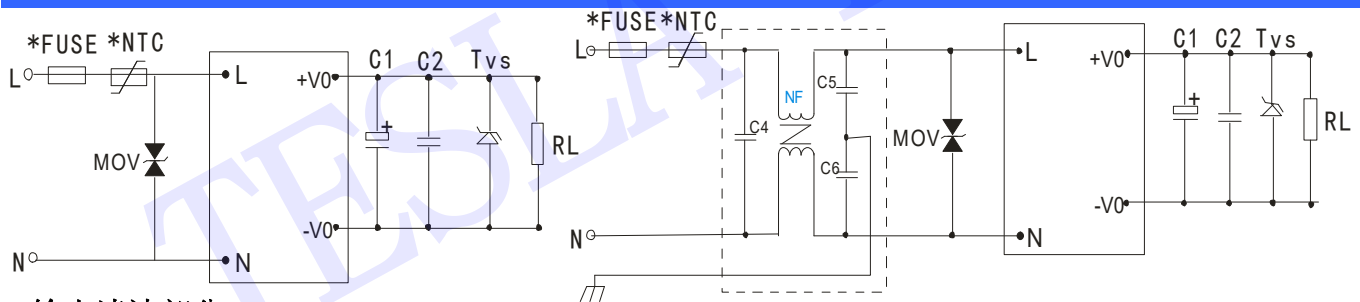 *FUSE *NTC
L
L
MOV
N
N
+V0
-V0
C1
C2
Tvs
RL
*FUSE*NTC
L
C4
NF
C5
C6
MOV
N
L
N
+V0
-V0
C1
C2
Tvs
RL
+
+
TESLA